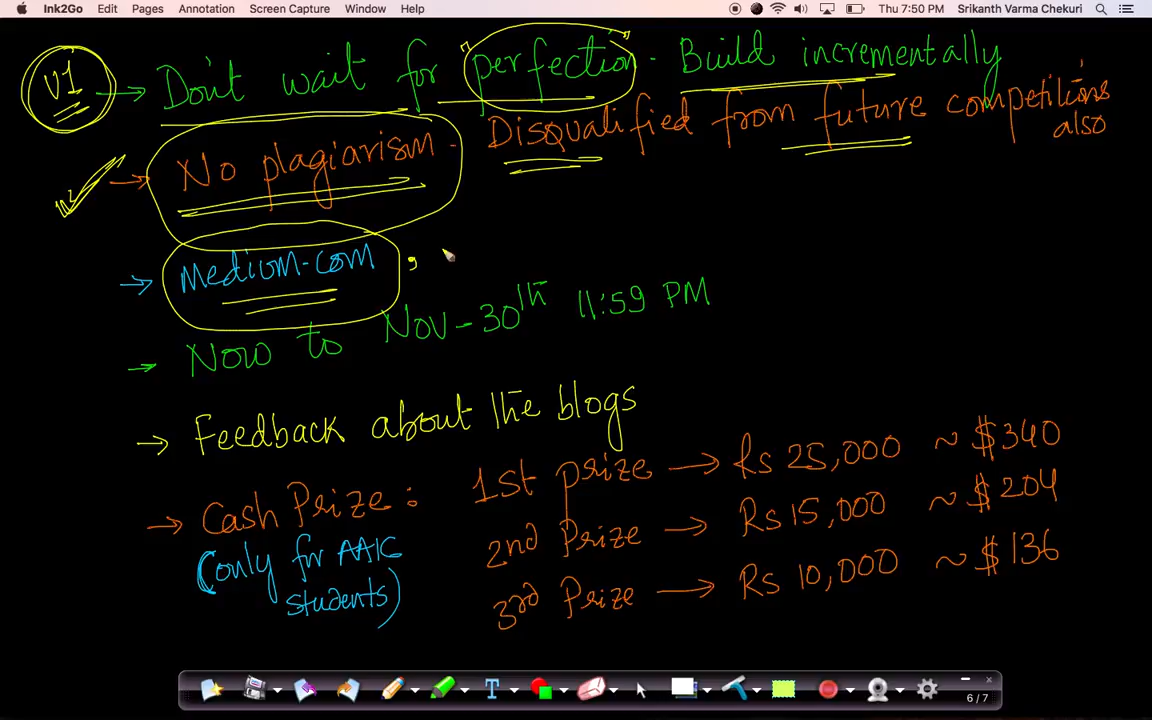 Ink2Go File Edit Pages Annotation Screen Capture Window Help Thu 7:50 PM Srikanth Varma Chekuri
V1 → Don't wait for "perfection" - Build incrementally
→ No plagiarism - Disqualified from future competitions also
→ Medium.com,
→ Now to Nov-30th 11:59 PM
→ Feedback about the blogs
→ Cash Prize: 1st prize → Rs 25,000 ~ $340
(only for AAIC students) 2nd Prize → Rs 15,000 ~ $204
3rd Prize → Rs 10,000 ~ $136
T
6 / 7